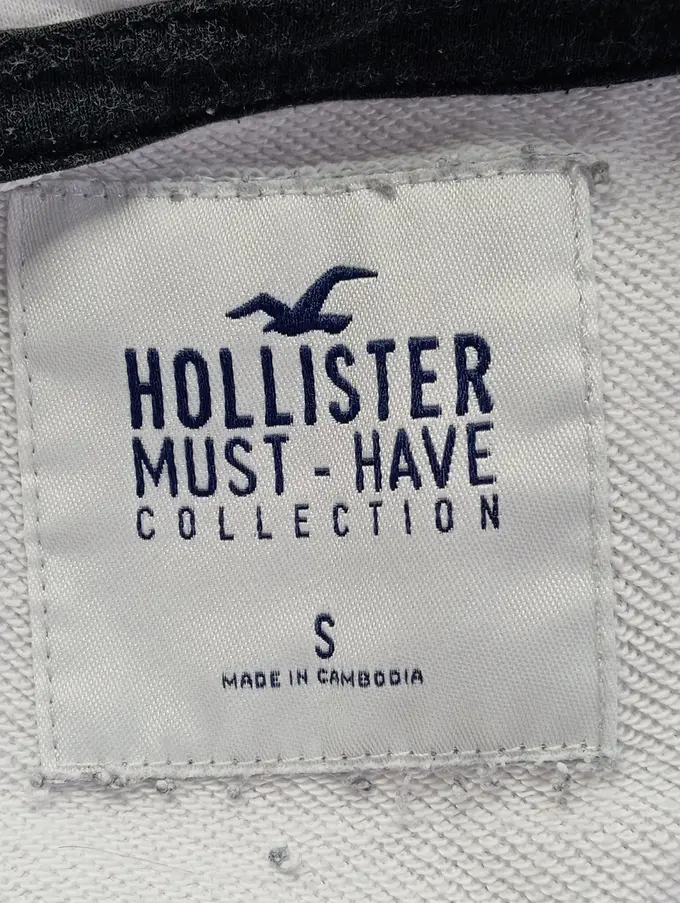 HOLLISTER
MUST - HAVE
COLLECTION
S
MADE IN CAMBODIA